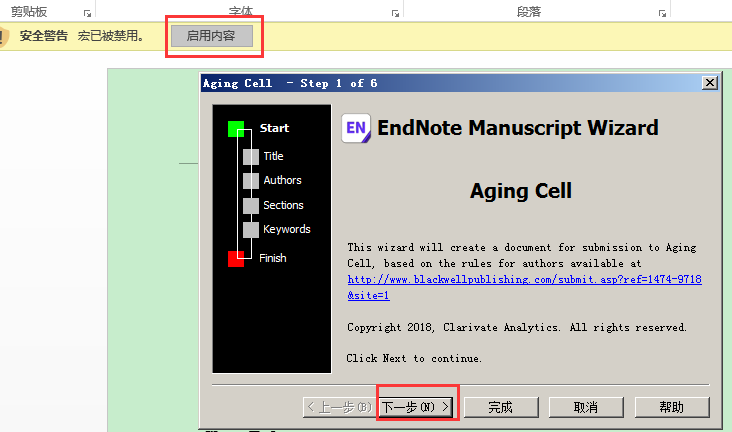 剪贴板 字体 段落
! 安全警告 宏已被禁用。 启用内容
Aging Cell - Step 1 of 6
Start
Title
Authors
Sections
Keywords
Finish
EN EndNote Manuscript Wizard
Aging Cell
This wizard will create a document for submission to Aging
Cell, based on the rules for authors available at
http://www.blackwellpublishing.com/submit.asp?ref=1474-9718
&site=1
Copyright 2018, Clarivate Analytics. All rights reserved.
Click Next to continue.
< 上一步(B) 下一步(N) > 完成 取消 帮助